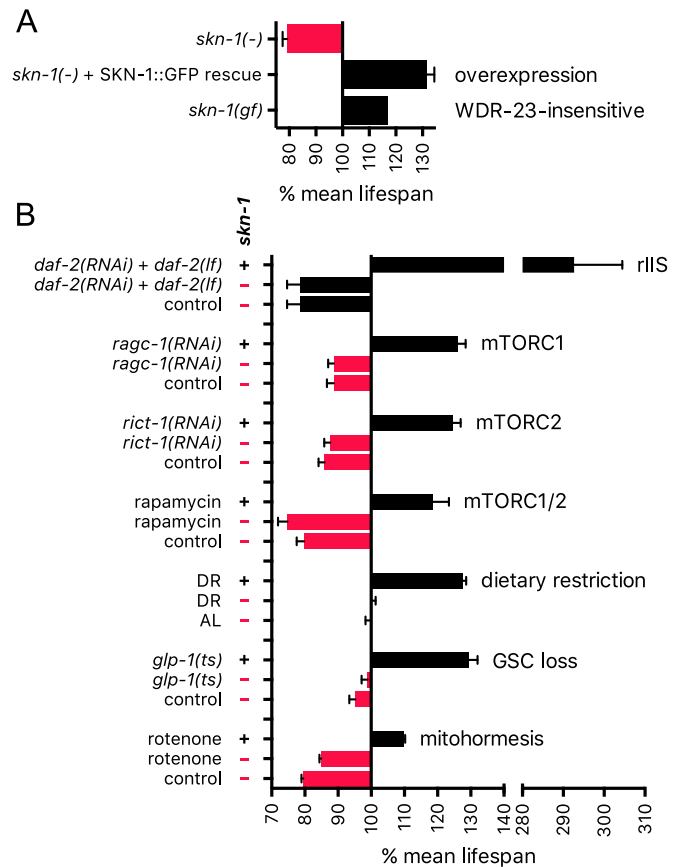 A
skn-1(-)
skn-1(-) + SKN-1::GFP rescue overexpression
skn-1(gf) WDR-23-insensitive
80 90 100 110 120 130
% mean lifespan
B
skn-1
daf-2(RNAi) + daf-2(lf) + rIIS
daf-2(RNAi) + daf-2(lf) -
control -
ragc-1(RNAi) + mTORC1
ragc-1(RNAi) -
control -
rict-1(RNAi) + mTORC2
rict-1(RNAi) -
control -
rapamycin + mTORC1/2
rapamycin -
control -
DR + dietary restriction
DR -
AL -
glp-1(ts) + GSC loss
glp-1(ts) -
control -
rotenone + mitohormesis
rotenone -
control -
70 80 90 100 110 120 130 140 280 290 300 310
% mean lifespan